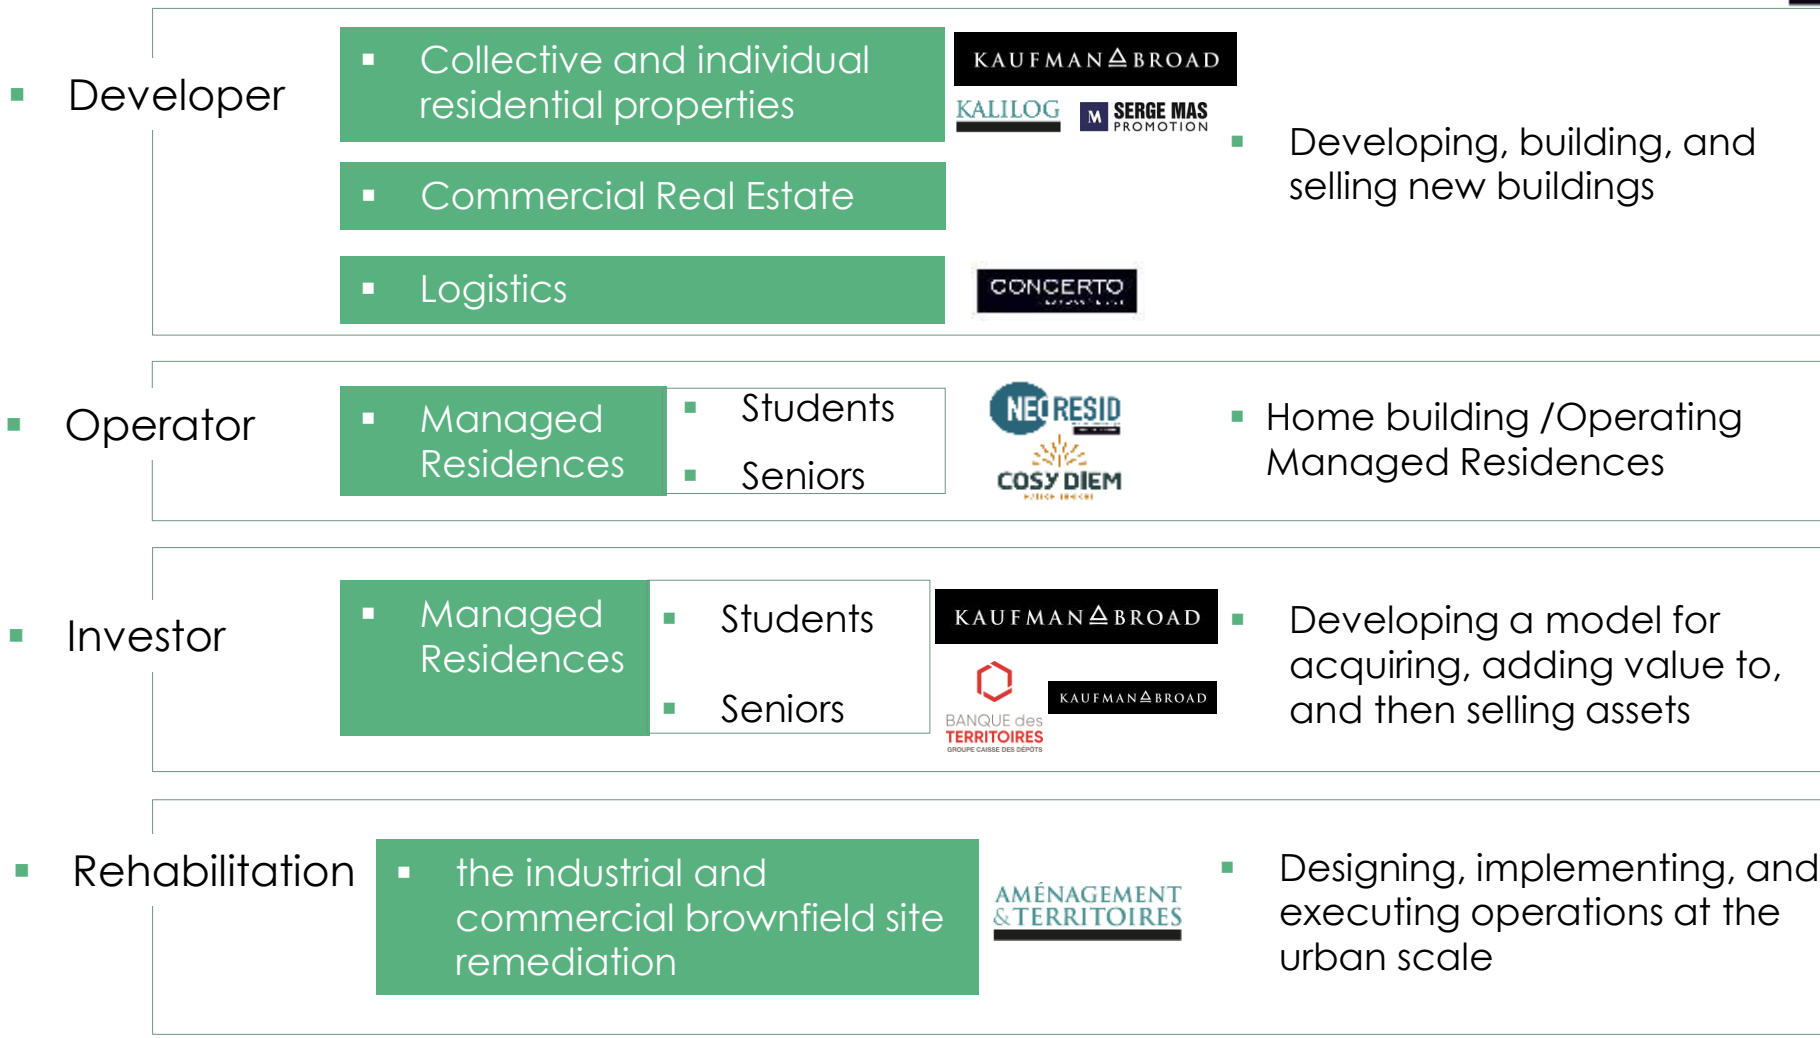 Developer
Collective and individual
residential properties
KAUFMAN BROAD
KALILOG
M SERGE MAS
PROMOTION
Commercial Real Estate
Logistics
CONCERTO
Developing, building, and
selling new buildings
Operator
Managed
Residences
Students
Seniors
NEORESID
COSY DIEM
Home building /Operating
Managed Residences
Investor
Managed
Residences
Students
Seniors
KAUFMAN BROAD
BANQUE des
TERRITOIRES
GROUPE CAISSE DES DÉPÔTS
KAUFMAN BROAD
Developing a model for
acquiring, adding value to,
and then selling assets
Rehabilitation
the industrial and
commercial brownfield site
remediation
AMÉNAGEMENT
&TERRITOIRES
Designing, implementing, and
executing operations at the
urban scale